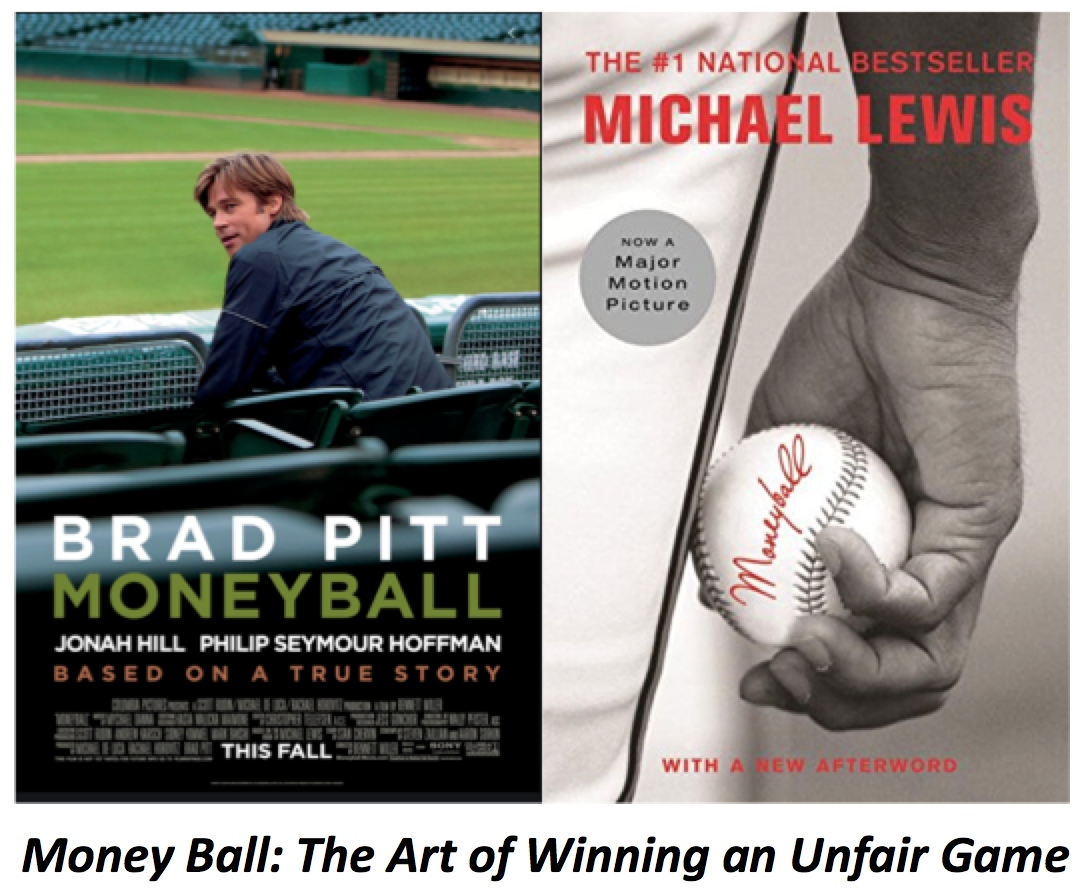 BRAD PITT
MONEYBALL
JONAH HILL PHILIP SEYMOUR HOFFMAN
BASED ON A TRUE STORY
THIS FALL
SONY
THE #1 NATIONAL BESTSELLER
MICHAEL LEWIS
NOW A
Major
Motion
Picture
Moneyball
WITH A NEW AFTERWORD
Money Ball: The Art of Winning an Unfair Game